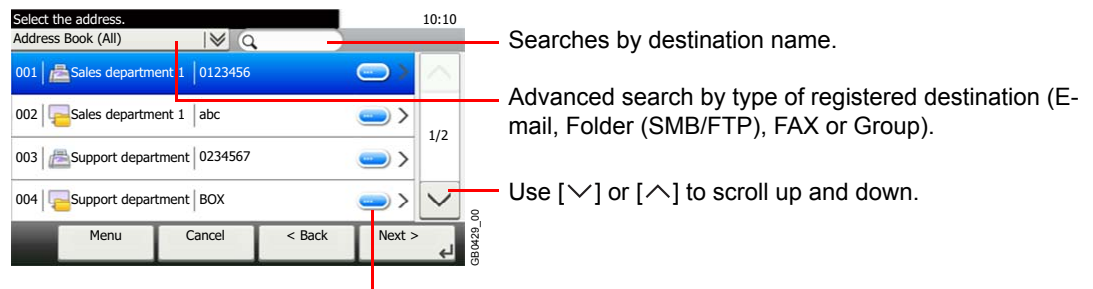 Select the address.
10:10
Address Book (All)
Searches by destination name.
001 Sales department 1 0123456
Advanced search by type of registered destination (E-
mail, Folder (SMB/FTP), FAX or Group).
002 Sales department 1 abc
1/2
003 Support department 0234567
Use [∨] or [∧] to scroll up and down.
004 Support department BOX
Menu
Cancel
< Back
Next >
GB0429_00